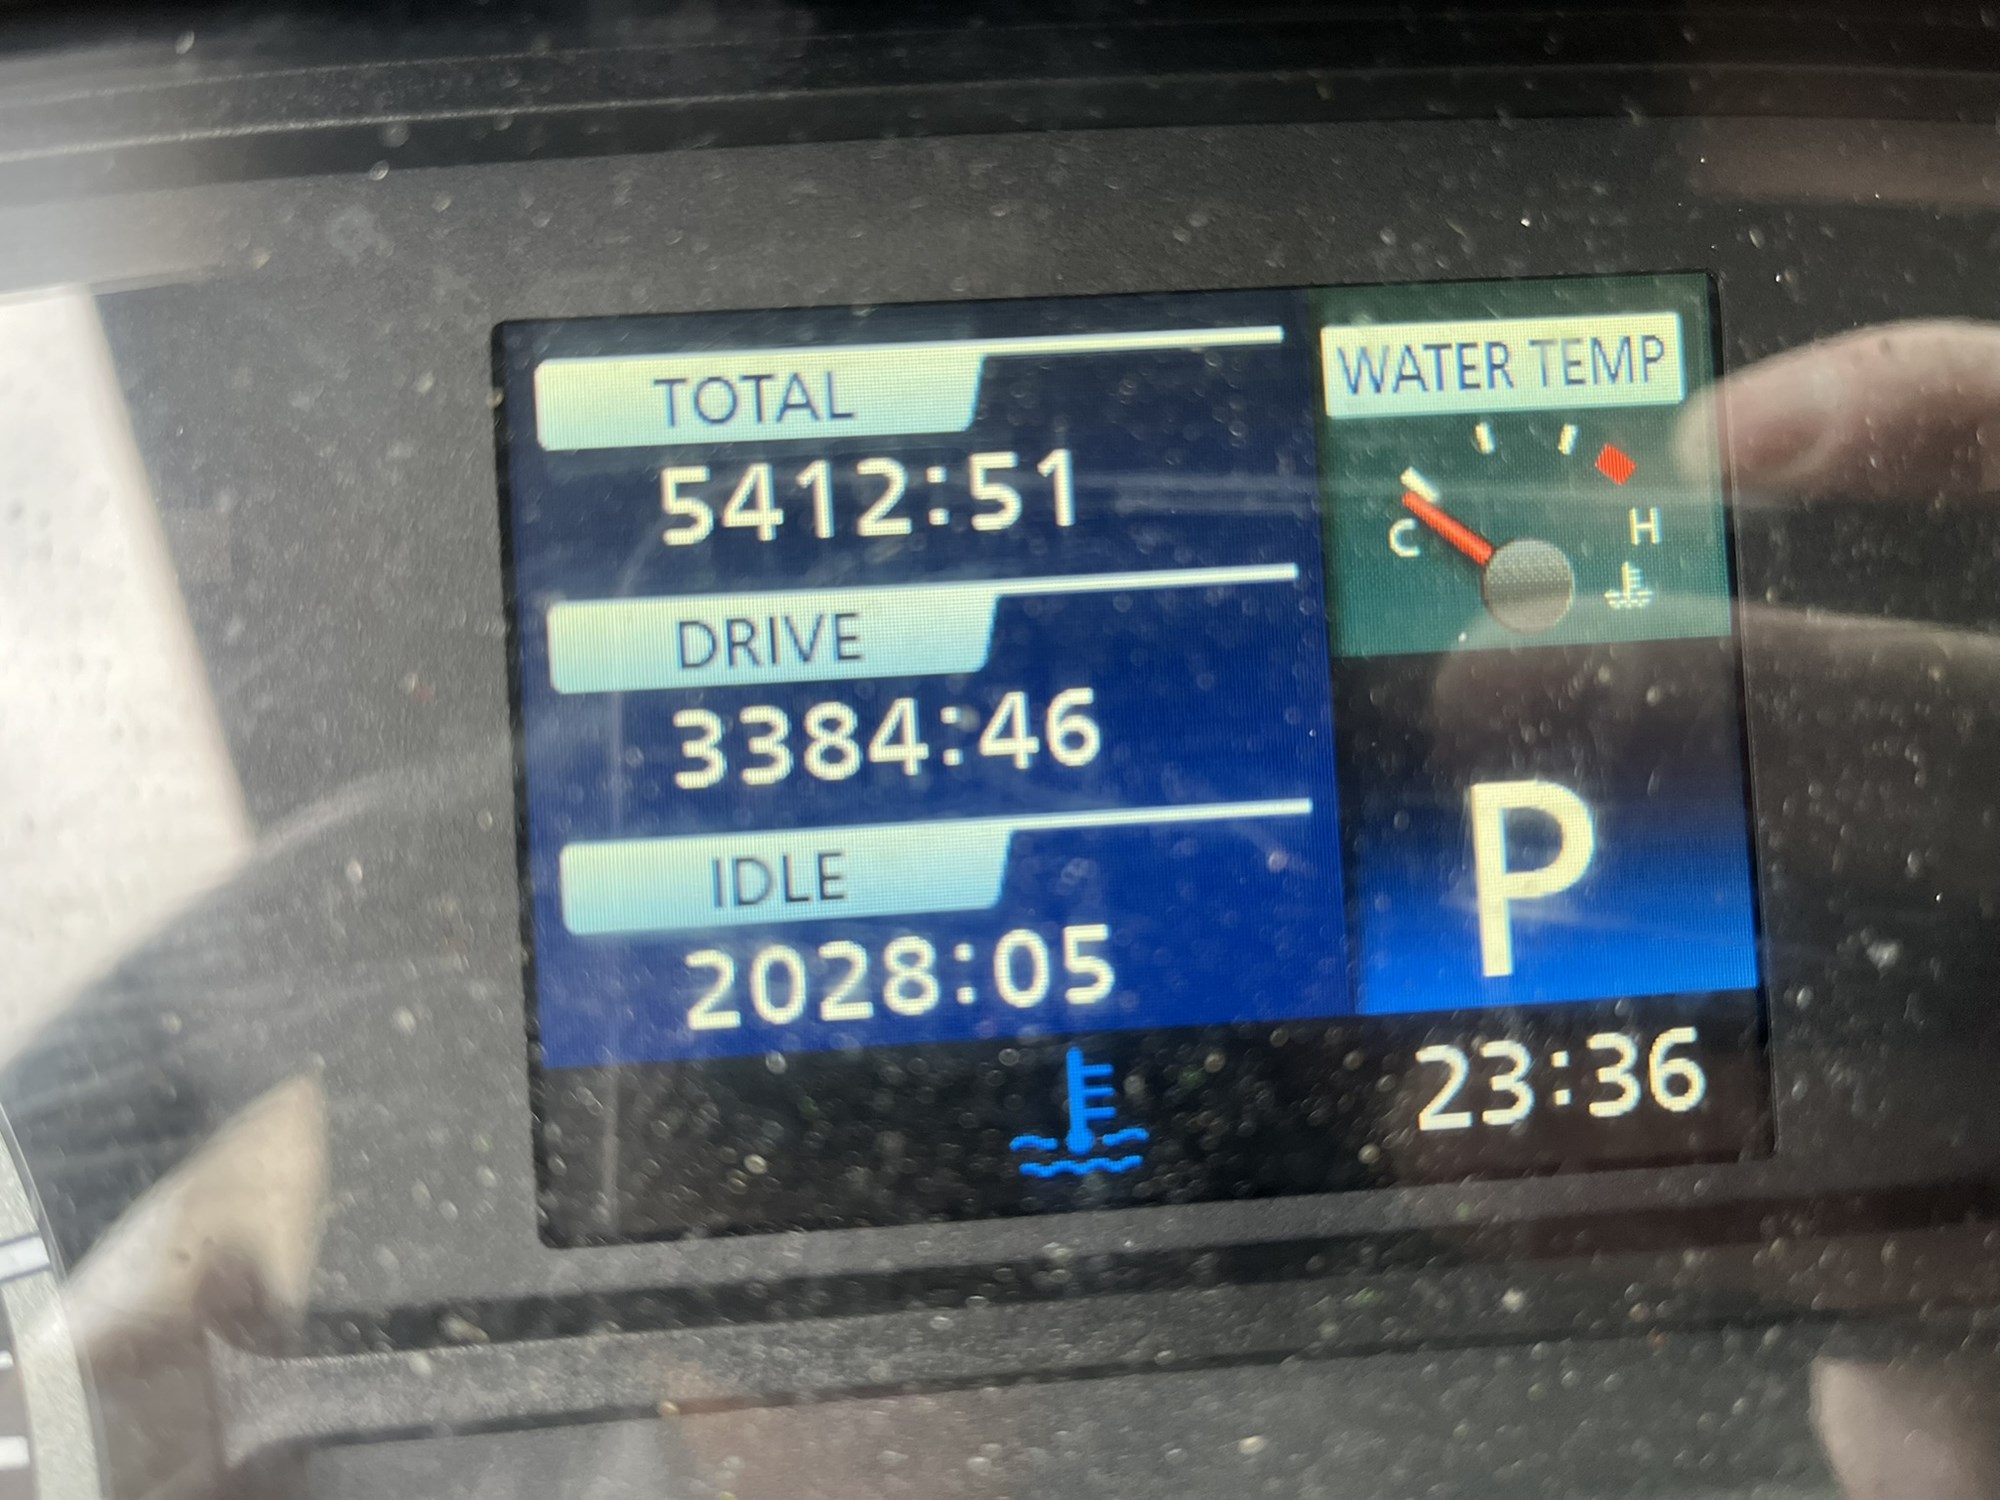 TOTAL
5412:51
DRIVE
3384:46
IDLE
2028:05
WATER TEMP
C
H
P
23:36